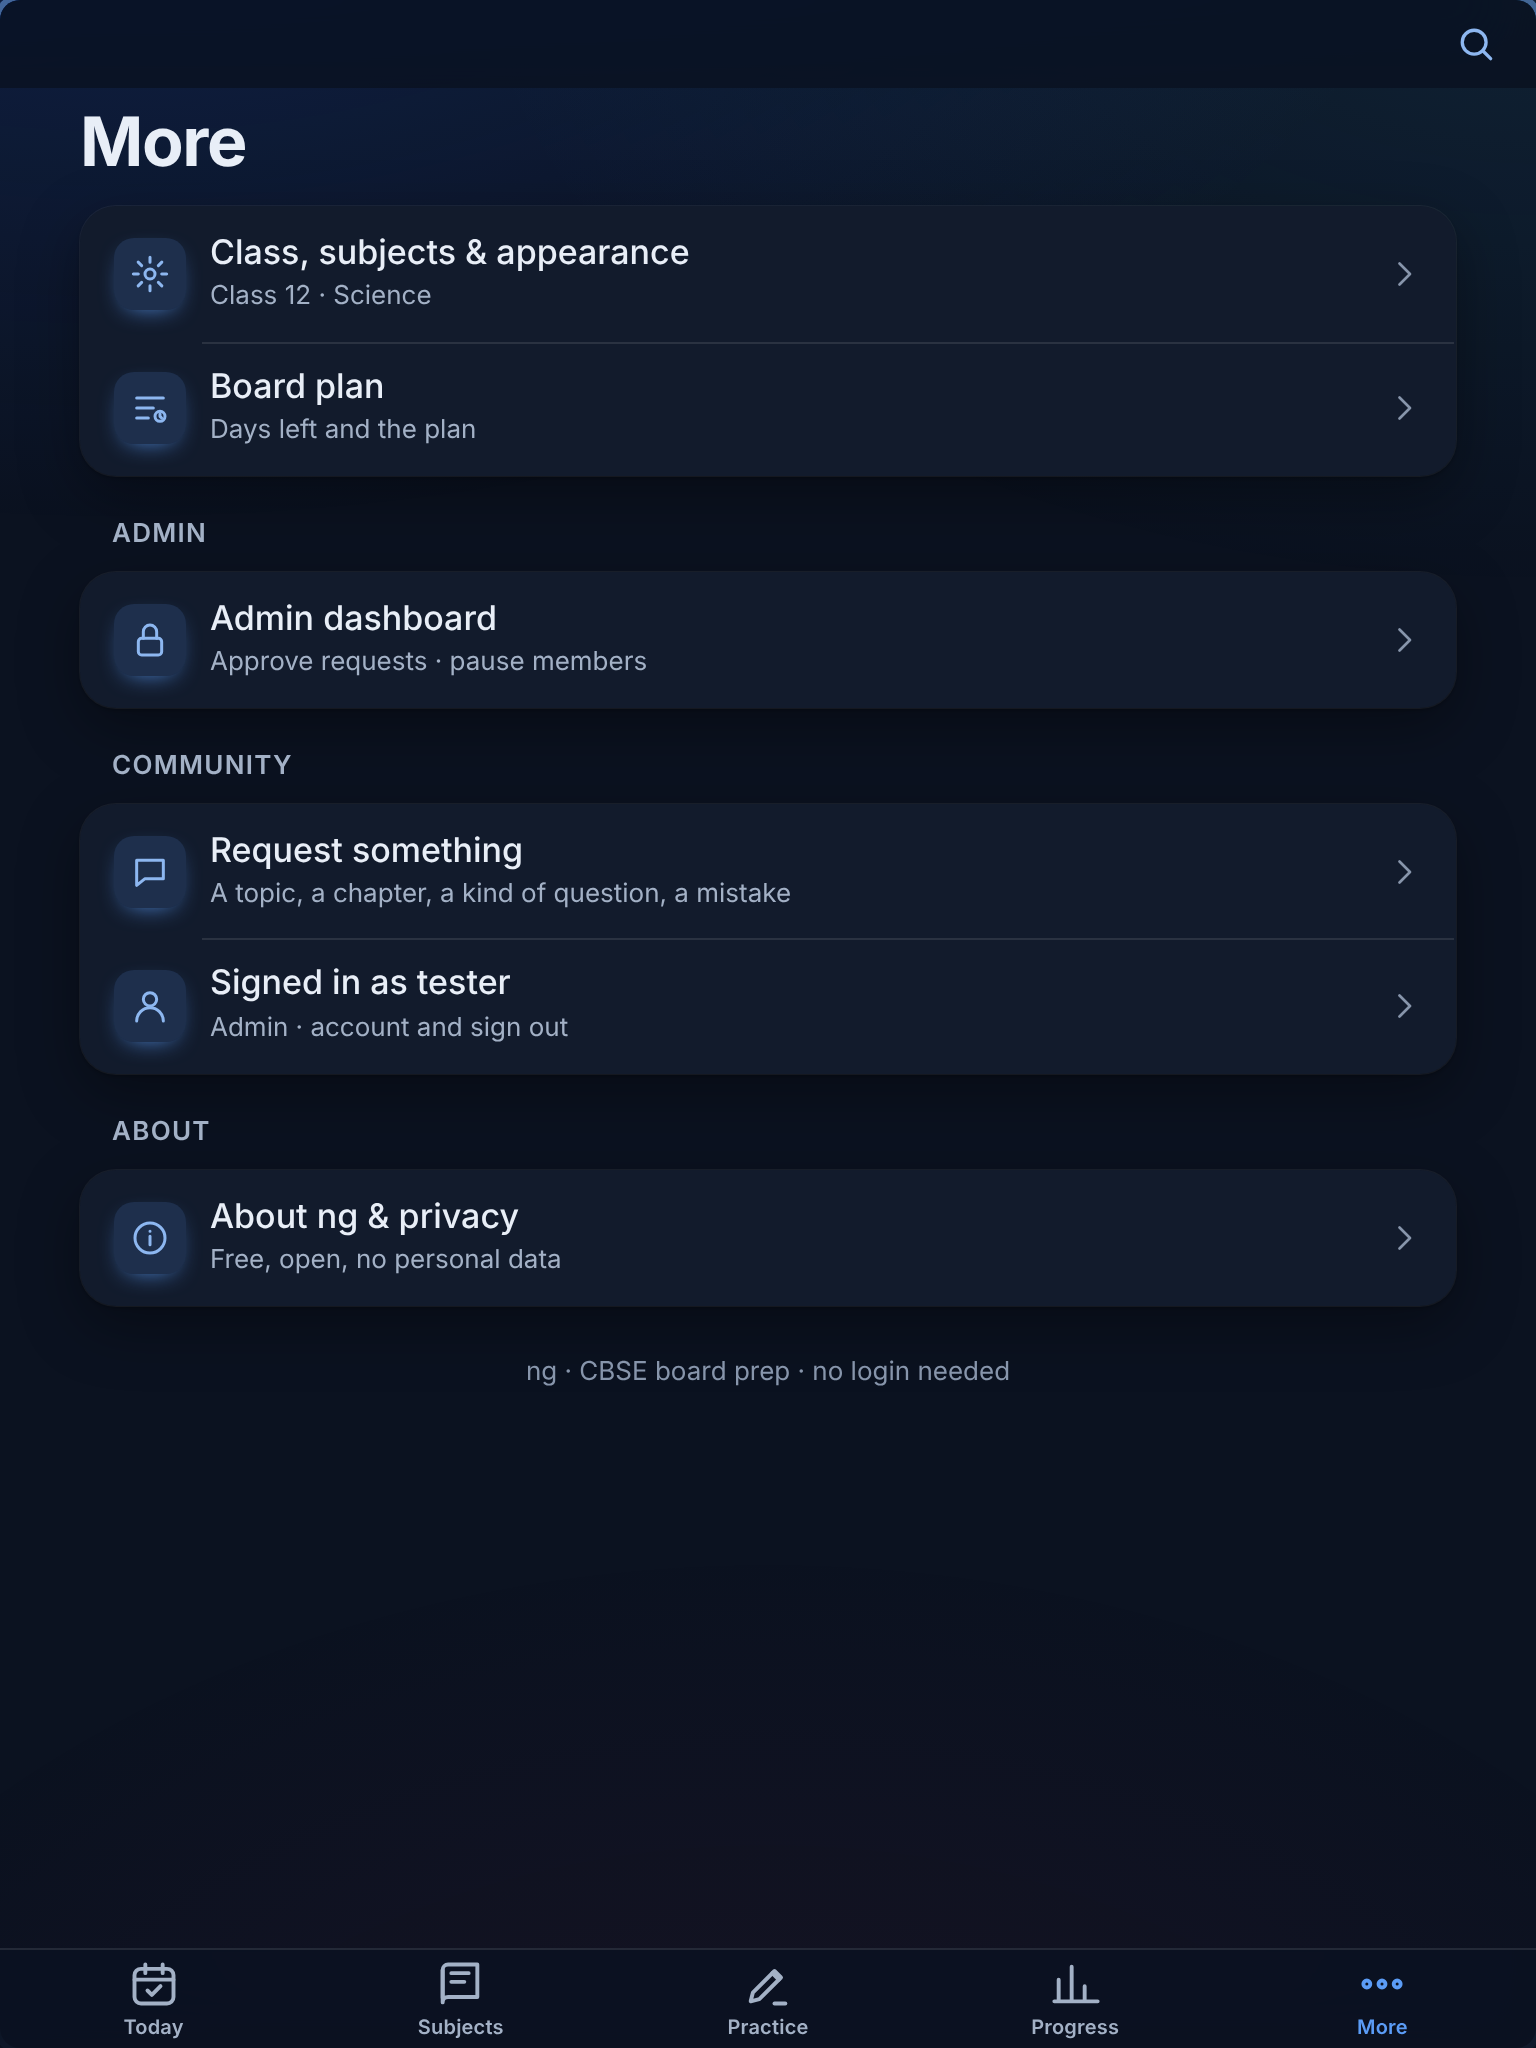 More
Class, subjects & appearance
Class 12 · Science
Board plan
Days left and the plan
ADMIN
Admin dashboard
Approve requests · pause members
COMMUNITY
Request something
A topic, a chapter, a kind of question, a mistake
Signed in as tester
Admin · account and sign out
ABOUT
About ng & privacy
Free, open, no personal data
ng · CBSE board prep · no login needed
Today
Subjects
Practice
Progress
More